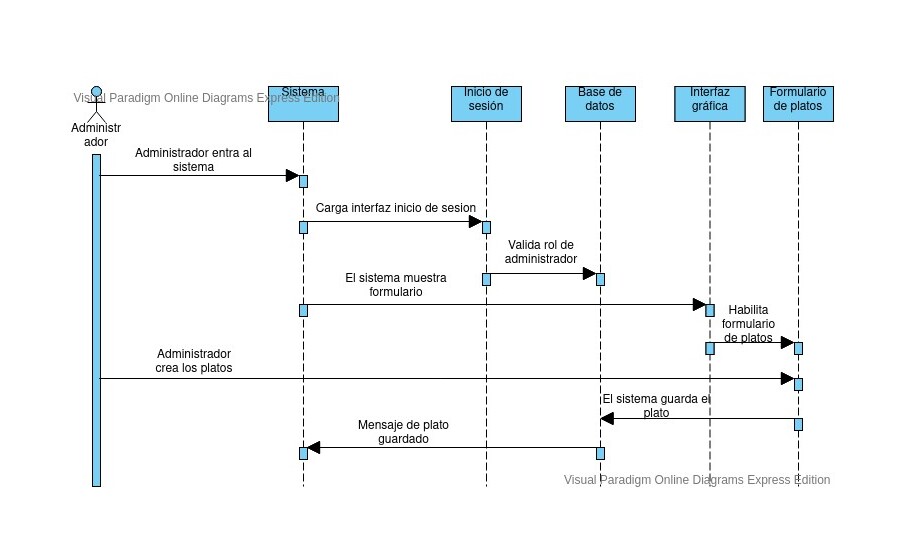 Visual Paradigm Online Diagrams Express Edition
Sistema
Inicio de
sesión
Base de
datos
Interfaz
gráfica
Formulario
de platos
Administr
ador
Administrador entra al
sistema
Carga interfaz inicio de sesion
Valida rol de
administrador
El sistema muestra
formulario
Habilita
formulario
de platos
Administrador
crea los platos
El sistema guarda el
plato
Mensaje de plato
guardado
Visual Paradigm Online Diagrams Express Edition